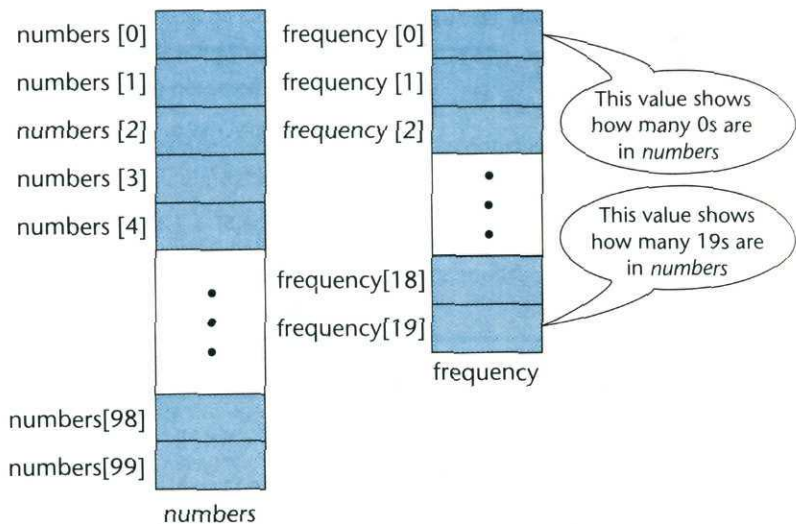 numbers [0]
numbers [1]
numbers [2]
numbers [3]
numbers [4]
numbers[98]
numbers[99]
numbers
frequency [0]
frequency [1]
frequency [2]
frequency[18]
frequency[19]
frequency
This value shows
how many 0s are
in numbers
This value shows
how many 19s are
in numbers